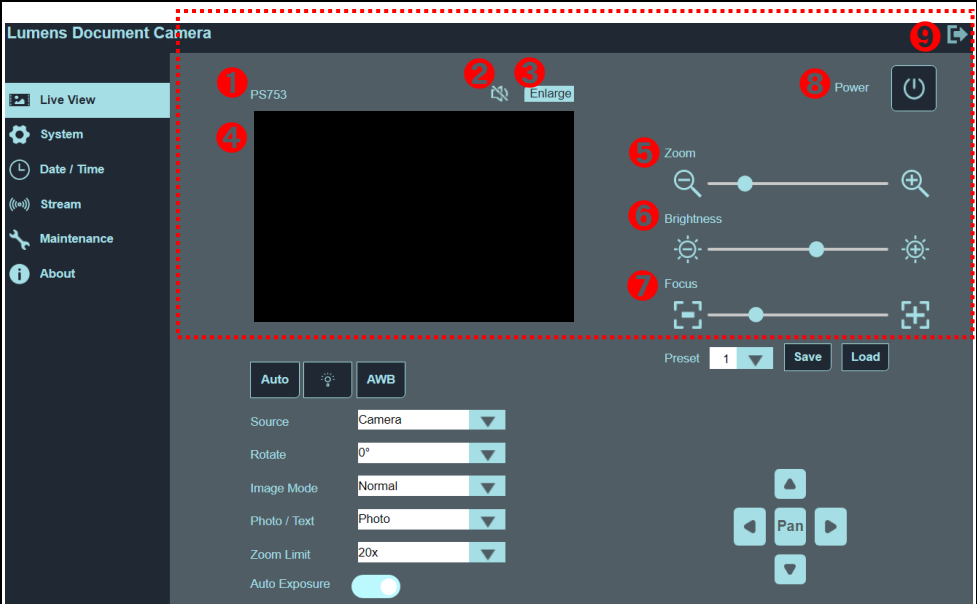 Lumens Document Camera
9
1
PS753
2
3
Enlarge
8
Power
Live View
4
System
5
Zoom
Date / Time
Stream
6
Brightness
Maintenance
About
7
Focus
Preset
1
Save
Load
Auto
AWB
Source
Camera
Rotate
0°
Image Mode
Normal
Photo / Text
Photo
Pan
Zoom Limit
20x
Auto Exposure